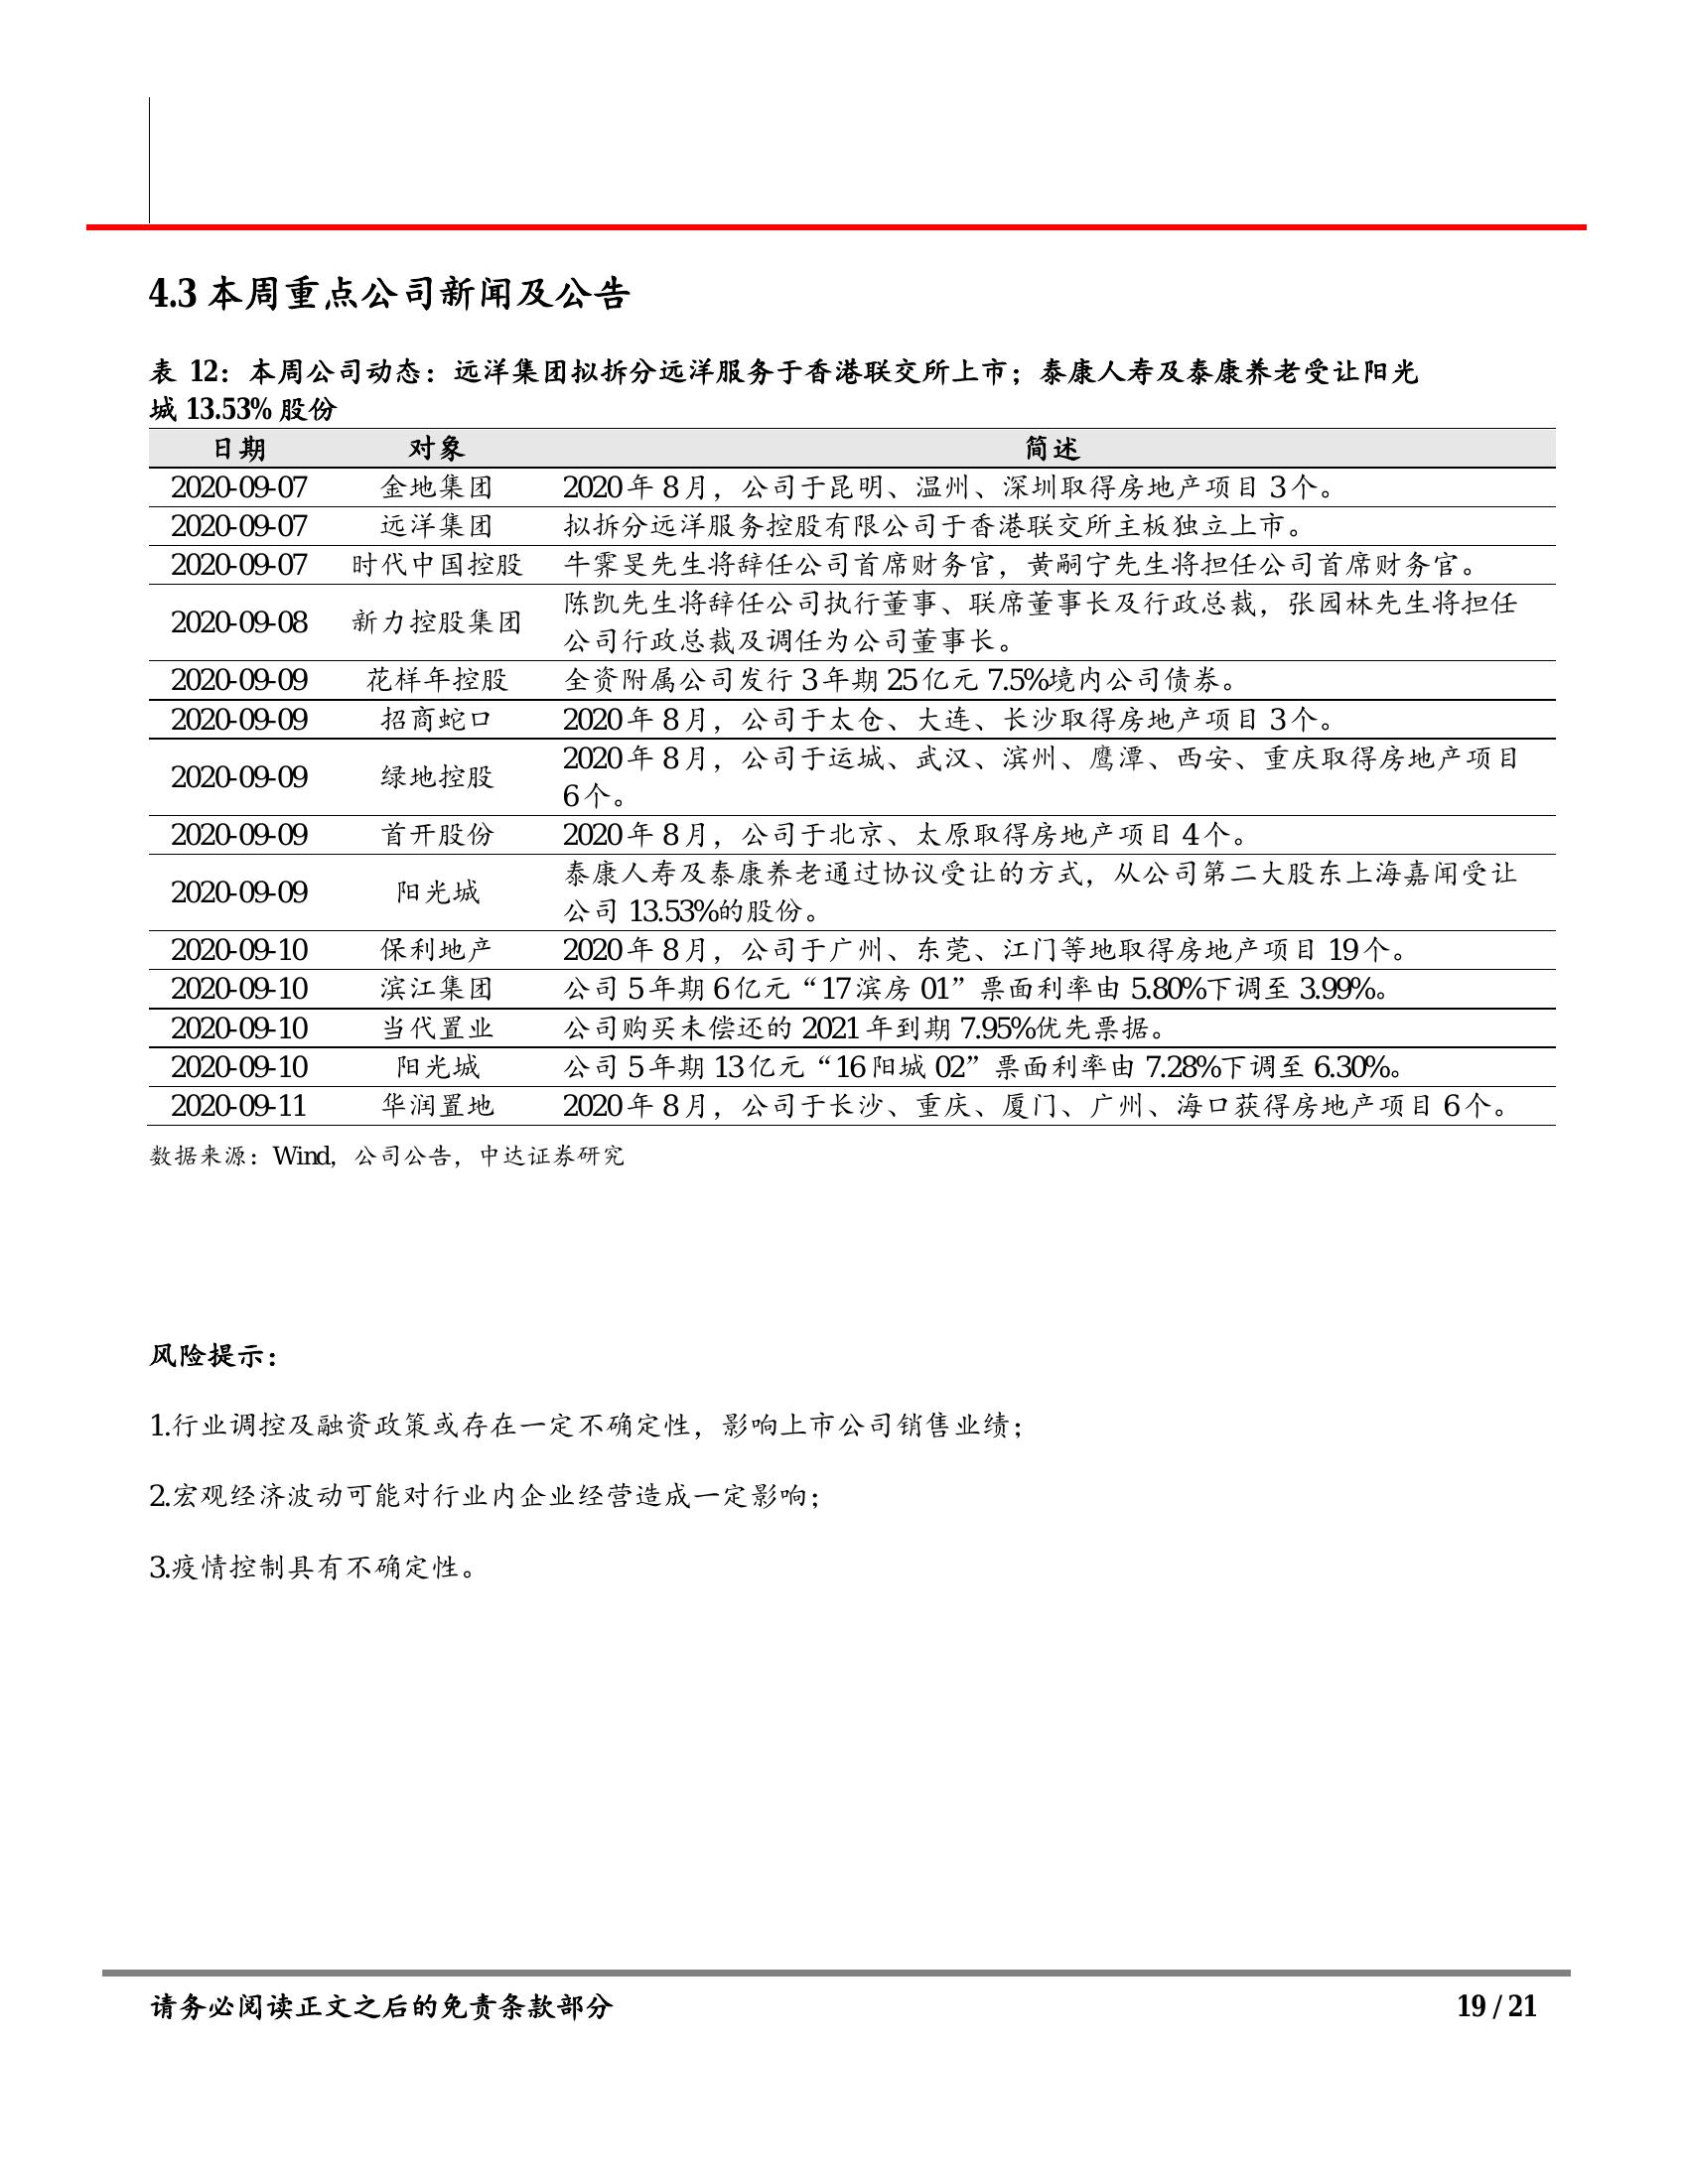 4.3 本周重点公司新闻及公告
表 12：本周公司动态：远洋集团拟拆分远洋服务于香港联交所上市；泰康人寿及泰康养老受让阳光
城 13.53% 股份
日期 对象 简述
2020-09-07 金地集团 2020 年 8 月，公司于昆明、温州、深圳取得房地产项目 3 个。
2020-09-07 远洋集团 拟拆分远洋服务控股有限公司于香港联交所主板独立上市。
2020-09-07 时代中国控股 牛霁旻先生将辞任公司首席财务官，黄嗣宁先生将担任公司首席财务官。
2020-09-08 新力控股集团 陈凯先生将辞任公司执行董事、联席董事长及行政总裁，张园林先生将担任
公司行政总裁及调任为公司董事长。
2020-09-09 花样年控股 全资附属公司发行 3 年期 25 亿元 7.5%境内公司债券。
2020-09-09 招商蛇口 2020 年 8 月，公司于太仓、大连、长沙取得房地产项目 3 个。
2020-09-09 绿地控股 2020 年 8 月，公司于运城、武汉、滨州、鹰潭、西安、重庆取得房地产项目
6 个。
2020-09-09 首开股份 2020 年 8 月，公司于北京、太原取得房地产项目 4 个。
2020-09-09 阳光城 泰康人寿及泰康养老通过协议受让的方式，从公司第二大股东上海嘉闻受让
公司 13.53%的股份。
2020-09-10 保利地产 2020 年 8 月，公司于广州、东莞、江门等地取得房地产项目 19 个。
2020-09-10 滨江集团 公司 5 年期 6 亿元“17 滨房 01”票面利率由 5.80%下调至 3.99%。
2020-09-10 当代置业 公司购买未偿还的 2021 年到期 7.95%优先票据。
2020-09-10 阳光城 公司 5 年期 13 亿元“16 阳城 02”票面利率由 7.28%下调至 6.30%。
2020-09-11 华润置地 2020 年 8 月，公司于长沙、重庆、厦门、广州、海口获得房地产项目 6 个。
数据来源：Wind，公司公告，中达证券研究
风险提示：
1.行业调控及融资政策或存在一定不确定性，影响上市公司销售业绩；
2.宏观经济波动可能对行业内企业经营造成一定影响；
3.疫情控制具有不确定性。
请务必阅读正文之后的免责条款部分 19 / 21